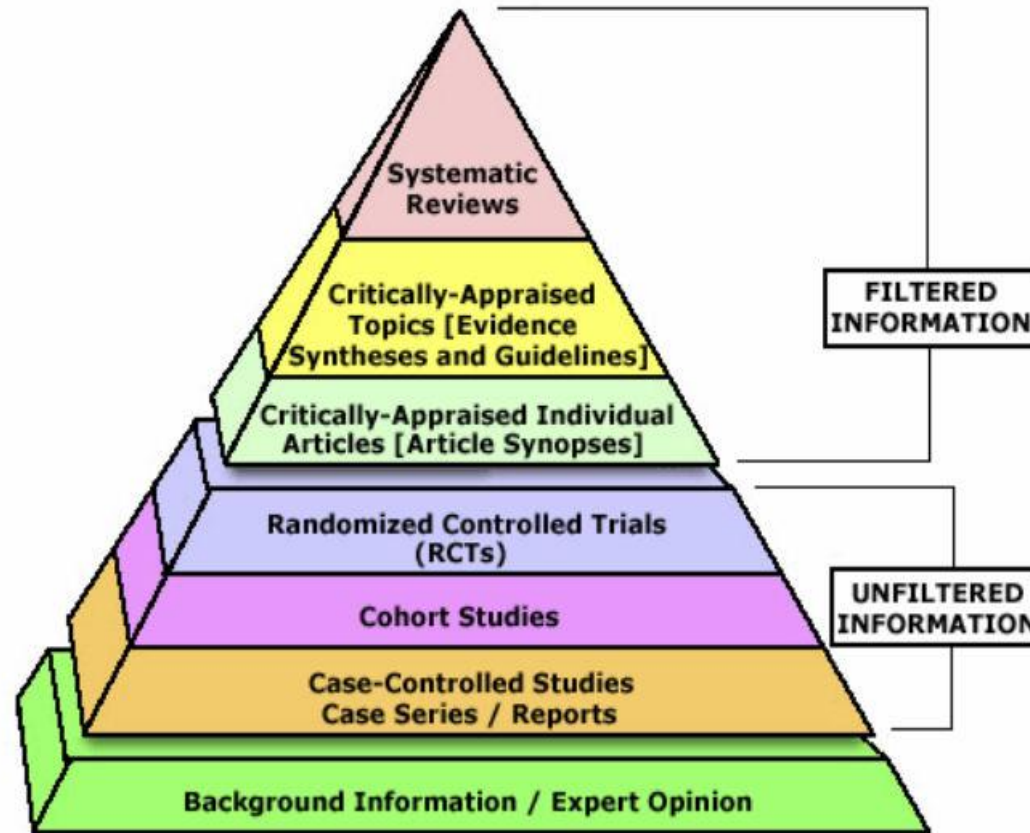 Systematic
Reviews
Critically-Appraised
Topics [Evidence
Syntheses and Guidelines]
Critically-Appraised Individual
Articles [Article Synopses]
FILTERED
INFORMATION
Randomized Controlled Trials
(RCTs)
Cohort Studies
Case-Controlled Studies
Case Series / Reports
UNFILTERED
INFORMATION
Background Information / Expert Opinion